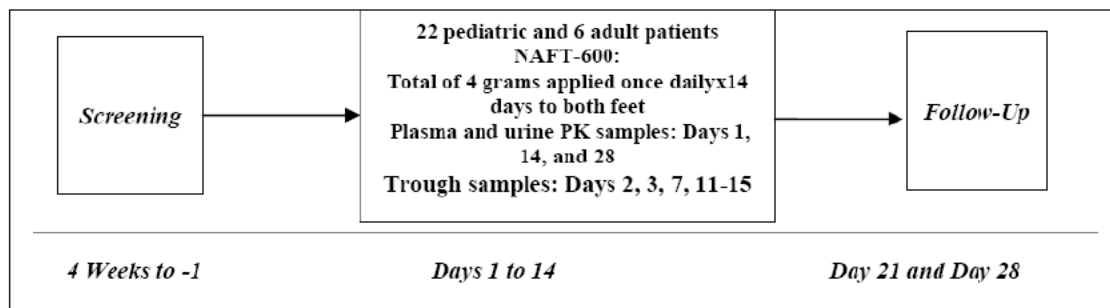 Screening
22 pediatric and 6 adult patients
NAFT-600:
Total of 4 grams applied once dailyx14
days to both feet
Plasma and urine PK samples: Days 1,
14, and 28
Trough samples: Days 2, 3, 7, 11-15
Follow-Up
4 Weeks to -1
Days 1 to 14
Day 21 and Day 28